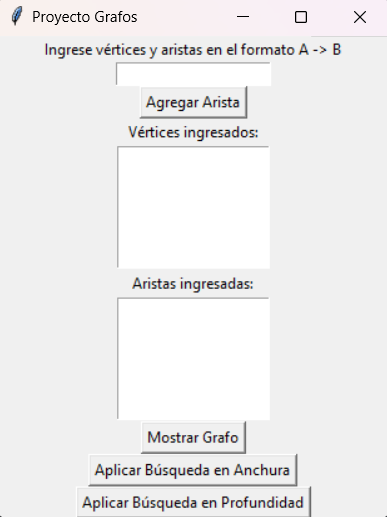 Proyecto Grafos
Ingrese vértices y aristas en el formato A -> B
Agregar Arista
Vértices ingresados:
Aristas ingresadas:
Mostrar Grafo
Aplicar Búsqueda en Anchura
Aplicar Búsqueda en Profundidad